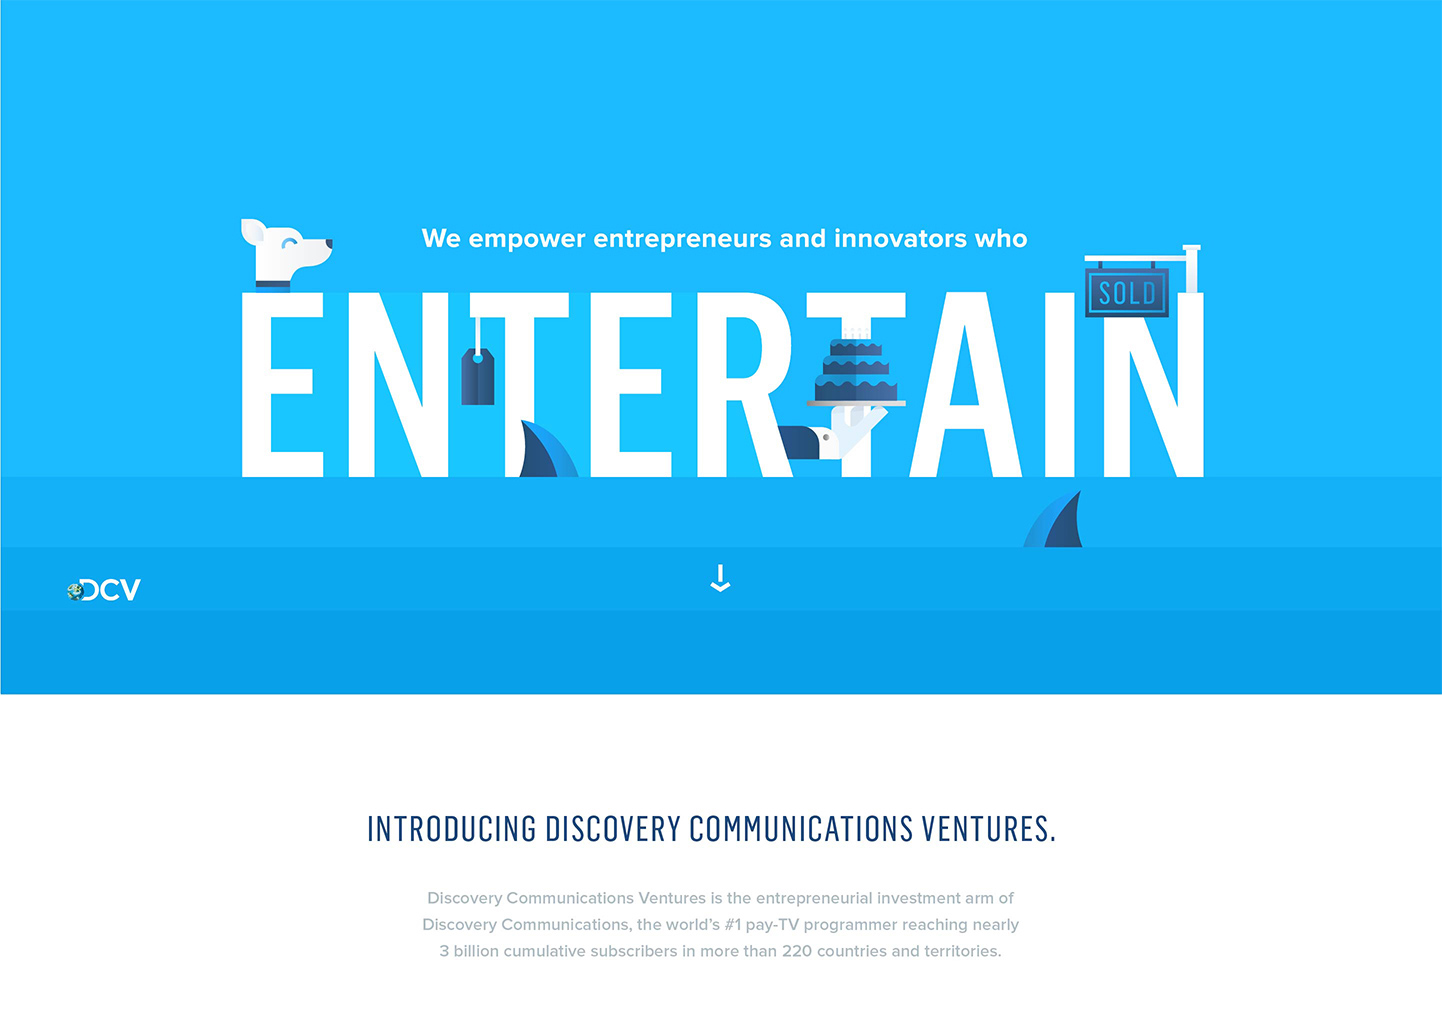 We empower entrepreneurs and innovators who
ENTERTAIN
SOLD
DCV
INTRODUCING DISCOVERY COMMUNICATIONS VENTURES.
Discovery Communications Ventures is the entrepreneurial investment arm of
Discovery Communications, the world’s #1 pay-TV programmer reaching nearly
3 billion cumulative subscribers in more than 220 countries and territories.